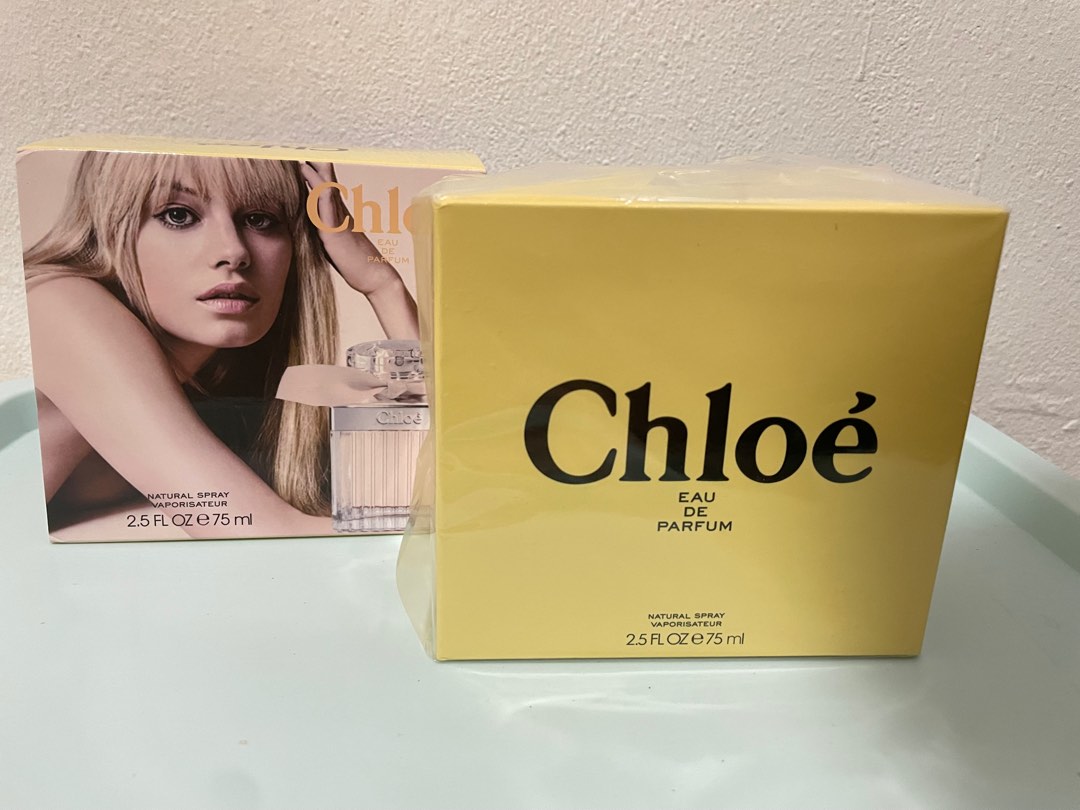 Chlo
EAU
DE
PARFUM
Chloé
NATURAL SPRAY
VAPORISATEUR
2.5 FL OZ ℮ 75 ml
Chloé
EAU
DE
PARFUM
NATURAL SPRAY
VAPORISATEUR
2.5 FL OZ ℮ 75 ml